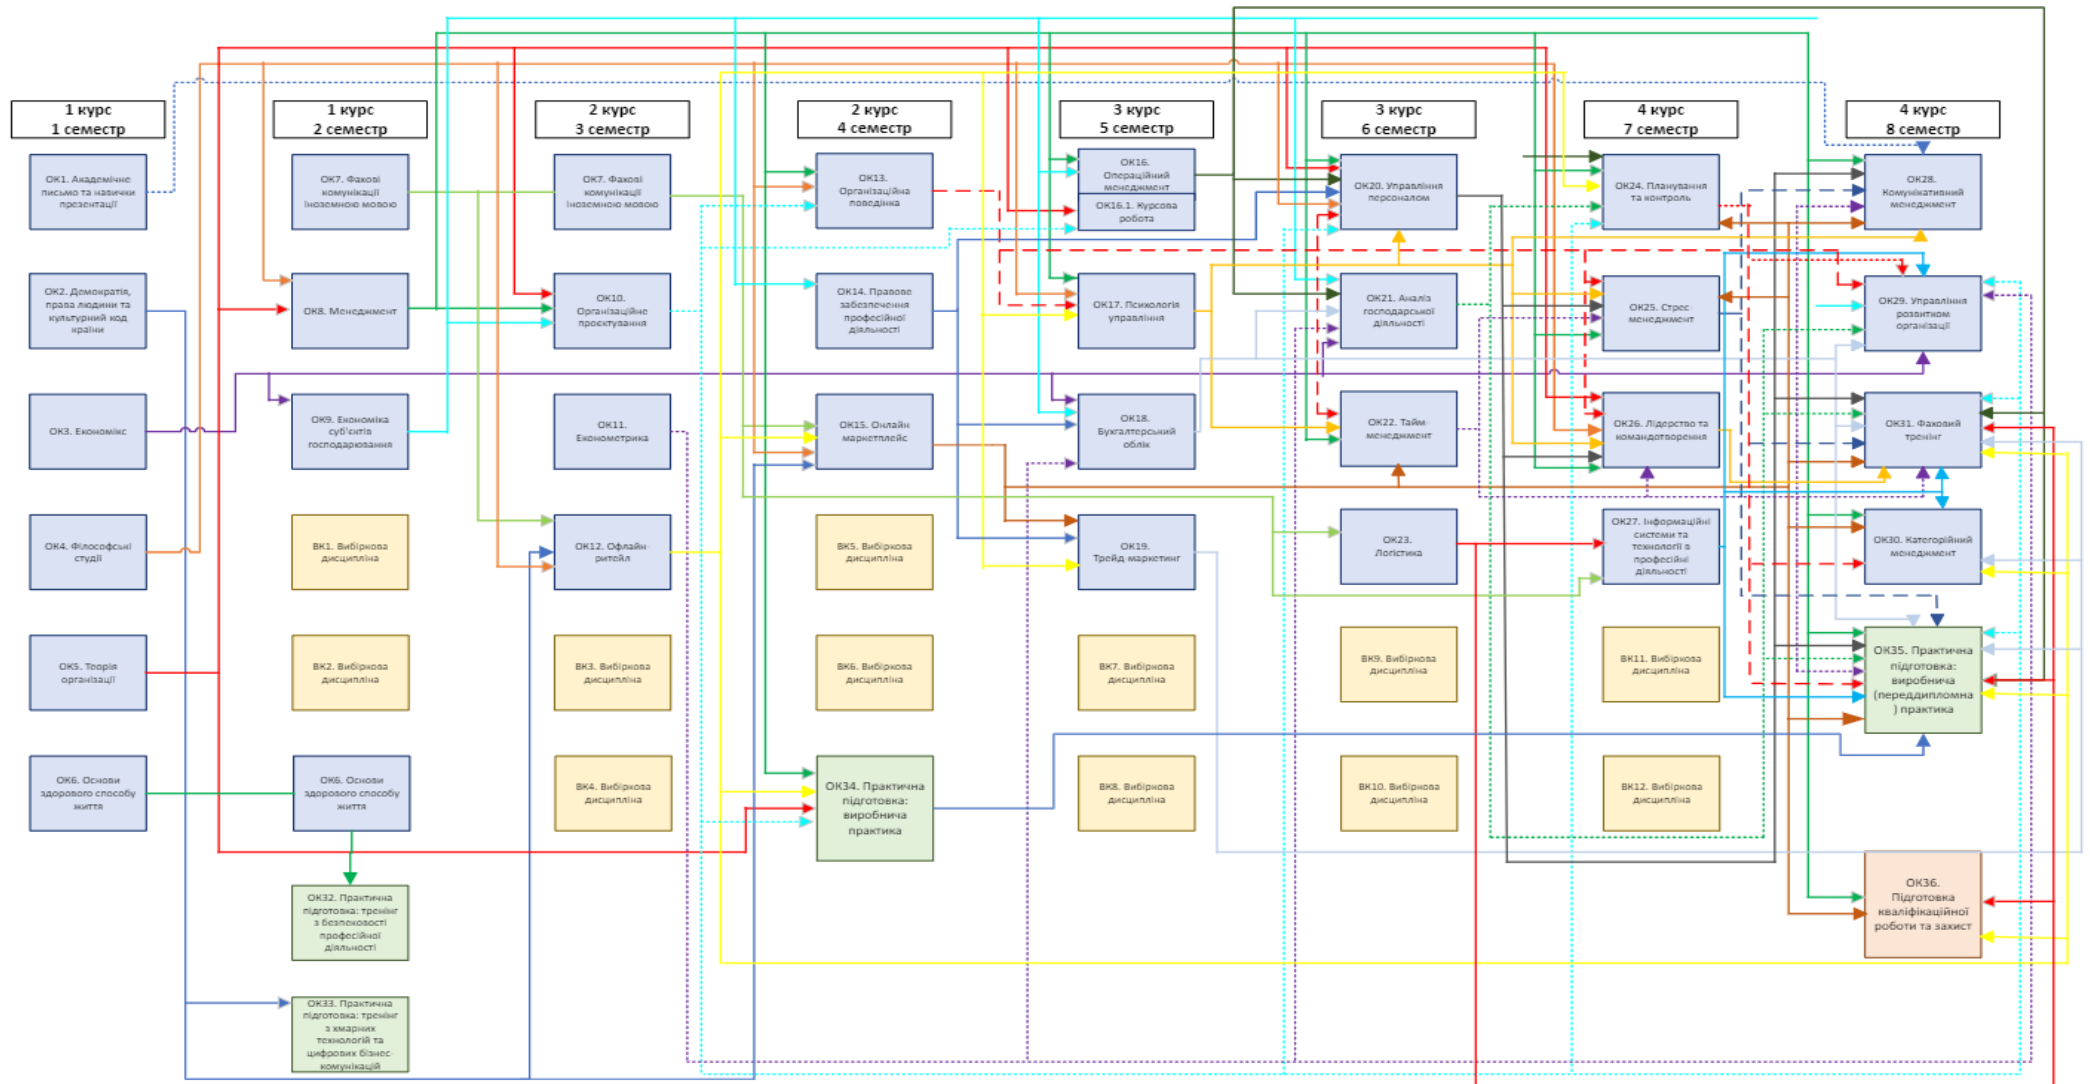 1 курс
1 семестр
1 курс
2 семестр
2 курс
3 семестр
2 курс
4 семестр
3 курс
5 семестр
3 курс
6 семестр
4 курс
7 семестр
4 курс
8 семестр
ОК1. Академічне
письмо та навички
презентації
ОК7. Фахові
комунікації
іноземною мовою
ОК7. Фахові
комунікації
іноземною мовою
ОК13.
Організаційна
поведінка
ОК16.
Операційний
менеджмент
ОК16.1. Курсова
робота
ОК20. Управління
персоналом
ОК24. Планування
та контроль
ОК28.
Комунікативний
менеджмент
ОК2. Демократія,
права людини та
культурний код
країни
ОК8. Менеджмент
ОК10.
Організаційне
проєктування
ОК14. Правове
забезпечення
професійної
діяльності
ОК17. Психологія
управління
ОК21. Аналіз
господарської
діяльності
ОК25. Стрес-
менеджмент
ОК29. Управління
розвитком
організації
ОК3. Економікс
ОК9. Економіка
суб'єктів
господарювання
ОК11.
Економетрика
ОК15. Онлайн-
маркетплейс
ОК18.
Бухгалтерський
облік
ОК22. Тайм-
менеджмент
ОК26. Лідерство та
командотворення
ОК31. Фаховий
тренінг
ОК4. Філософські
студії
ВК1. Вибіркова
дисципліна
ОК12. Офлайн-
ритейл
ВК5. Вибіркова
дисципліна
ОК19.
Трейд-маркетинг
ОК23.
Логістика
ОК27. Інформаційні
системи та
технології в
професійні
діяльності
ОК30. Категорійний
менеджмент
ОК5. Теорія
організації
ВК2. Вибіркова
дисципліна
ВК3. Вибіркова
дисципліна
ВК6. Вибіркова
дисципліна
ВК7. Вибіркова
дисципліна
ВК9. Вибіркова
дисципліна
ВК11. Вибіркова
дисципліна
ОК35. Практична
підготовка:
виробнича
(переддипломна
) практика
ОК6. Основи
здорового способу
життя
ОК6. Основи
здорового способу
життя
ВК4. Вибіркова
дисципліна
ОК34. Практична
підготовка:
виробнича
практика
ВК8. Вибіркова
дисципліна
ВК10. Вибіркова
дисципліна
ВК12. Вибіркова
дисципліна
ОК32. Практична
підготовка: тренінг
з безпековості
професійної
діяльності
ОК36.
Підготовка
кваліфікаційної
роботи та захист
ОК33. Практична
підготовка: тренінг
з хмарних
технологій та
цифрових бізнес-
комунікацій